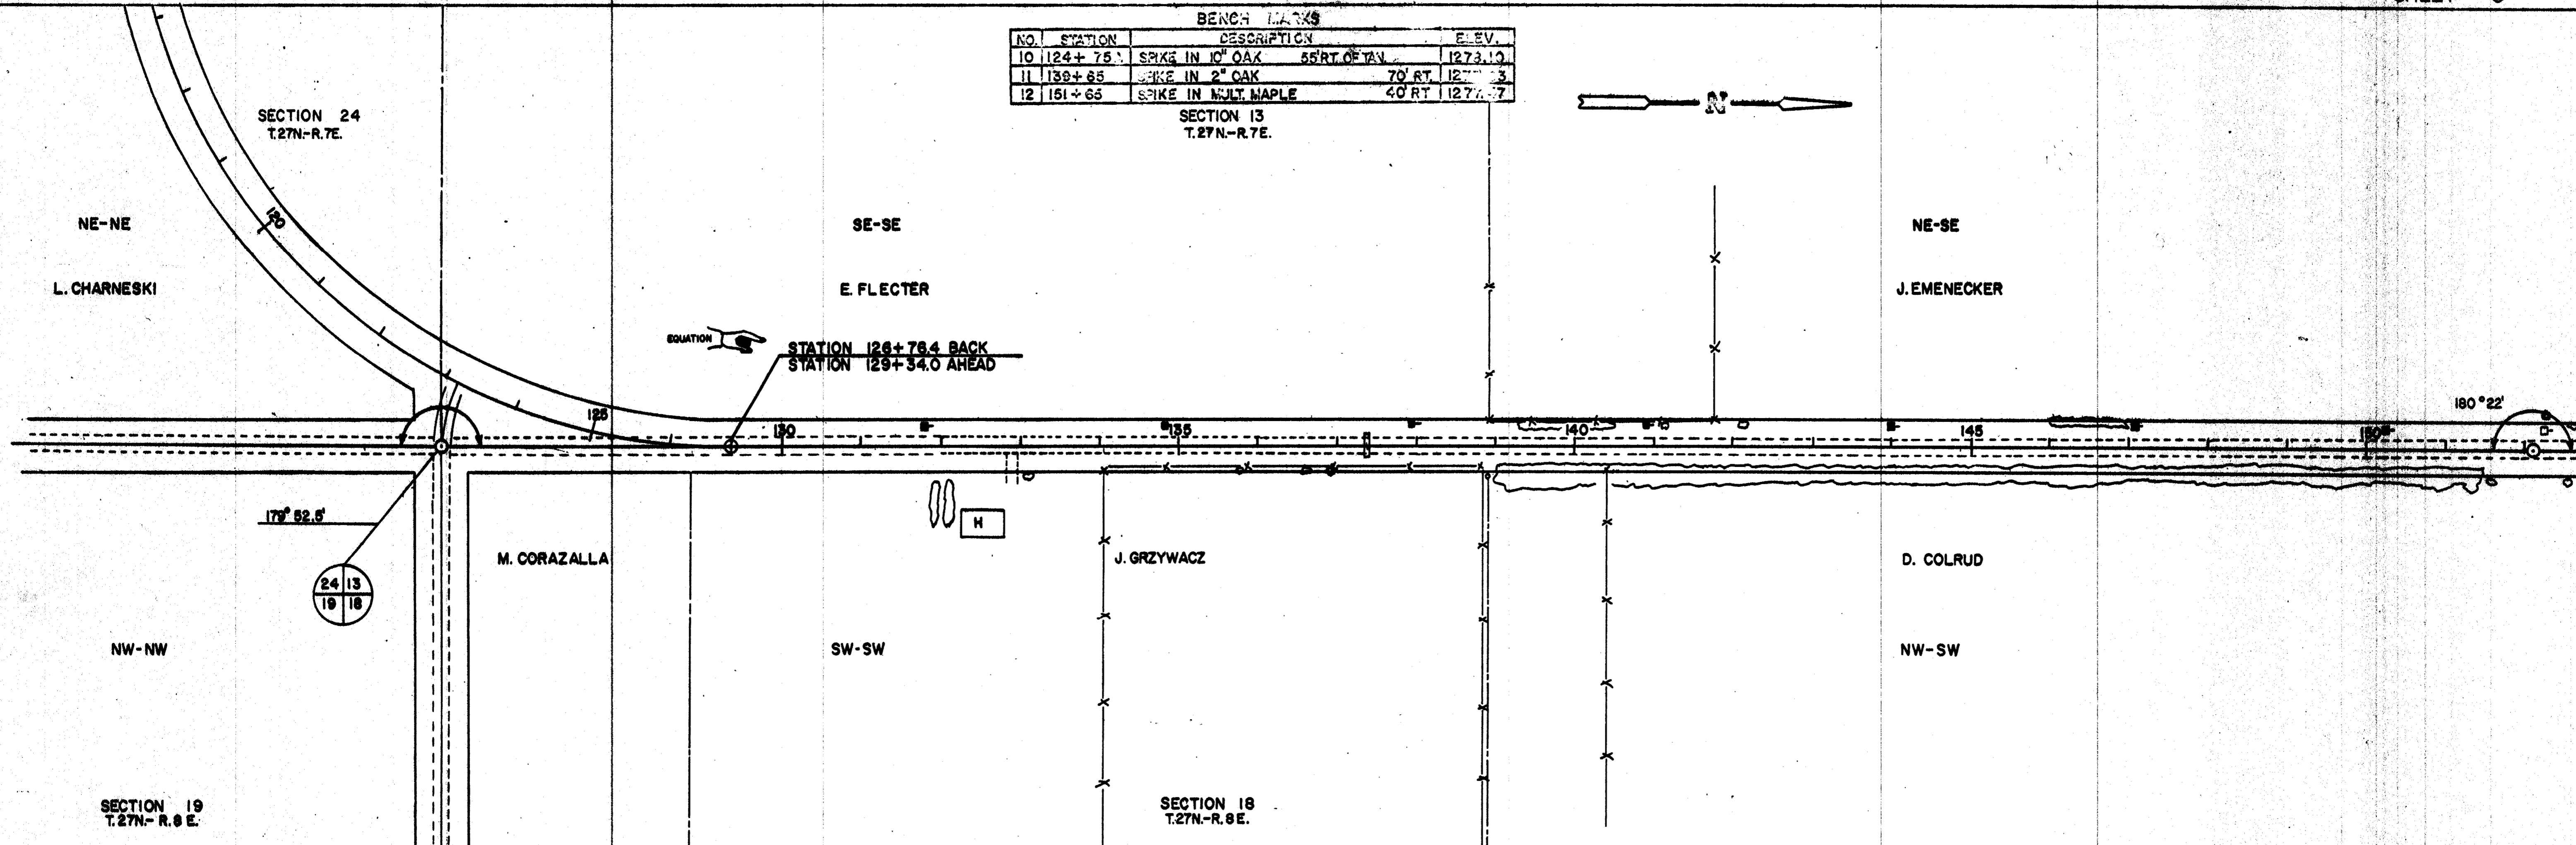 BENCH MARKS
NO. STATION DESCRIPTION ELEV.
10 124+75 SPIKE IN 10" OAK 55' RT. OF TAN. 1273.10
11 139+65 SPIKE IN 2" OAK 70' RT.
12 151+65 SPIKE IN MULT. MAPLE 40' RT
N
SECTION 24
T.27N.-R.7E.
SECTION 13
T.27N.-R.7E.
120
NE-NE
SE-SE
NE-SE
L. CHARNESKI
E. FLECTER
J. EMENECKER
EQUATION
STATION 126+76.4 BACK
STATION 129+34.0 AHEAD
125
130
135
140
145
150
180°22'
179°52.5'
H
M. CORAZALLA
J. GRZYWACZ
D. COLRUD
24 13
19 18
NW-NW
SW-SW
NW-SW
SECTION 19
T.27N.-R.8E.
SECTION 18
T.27N.-R.8E.